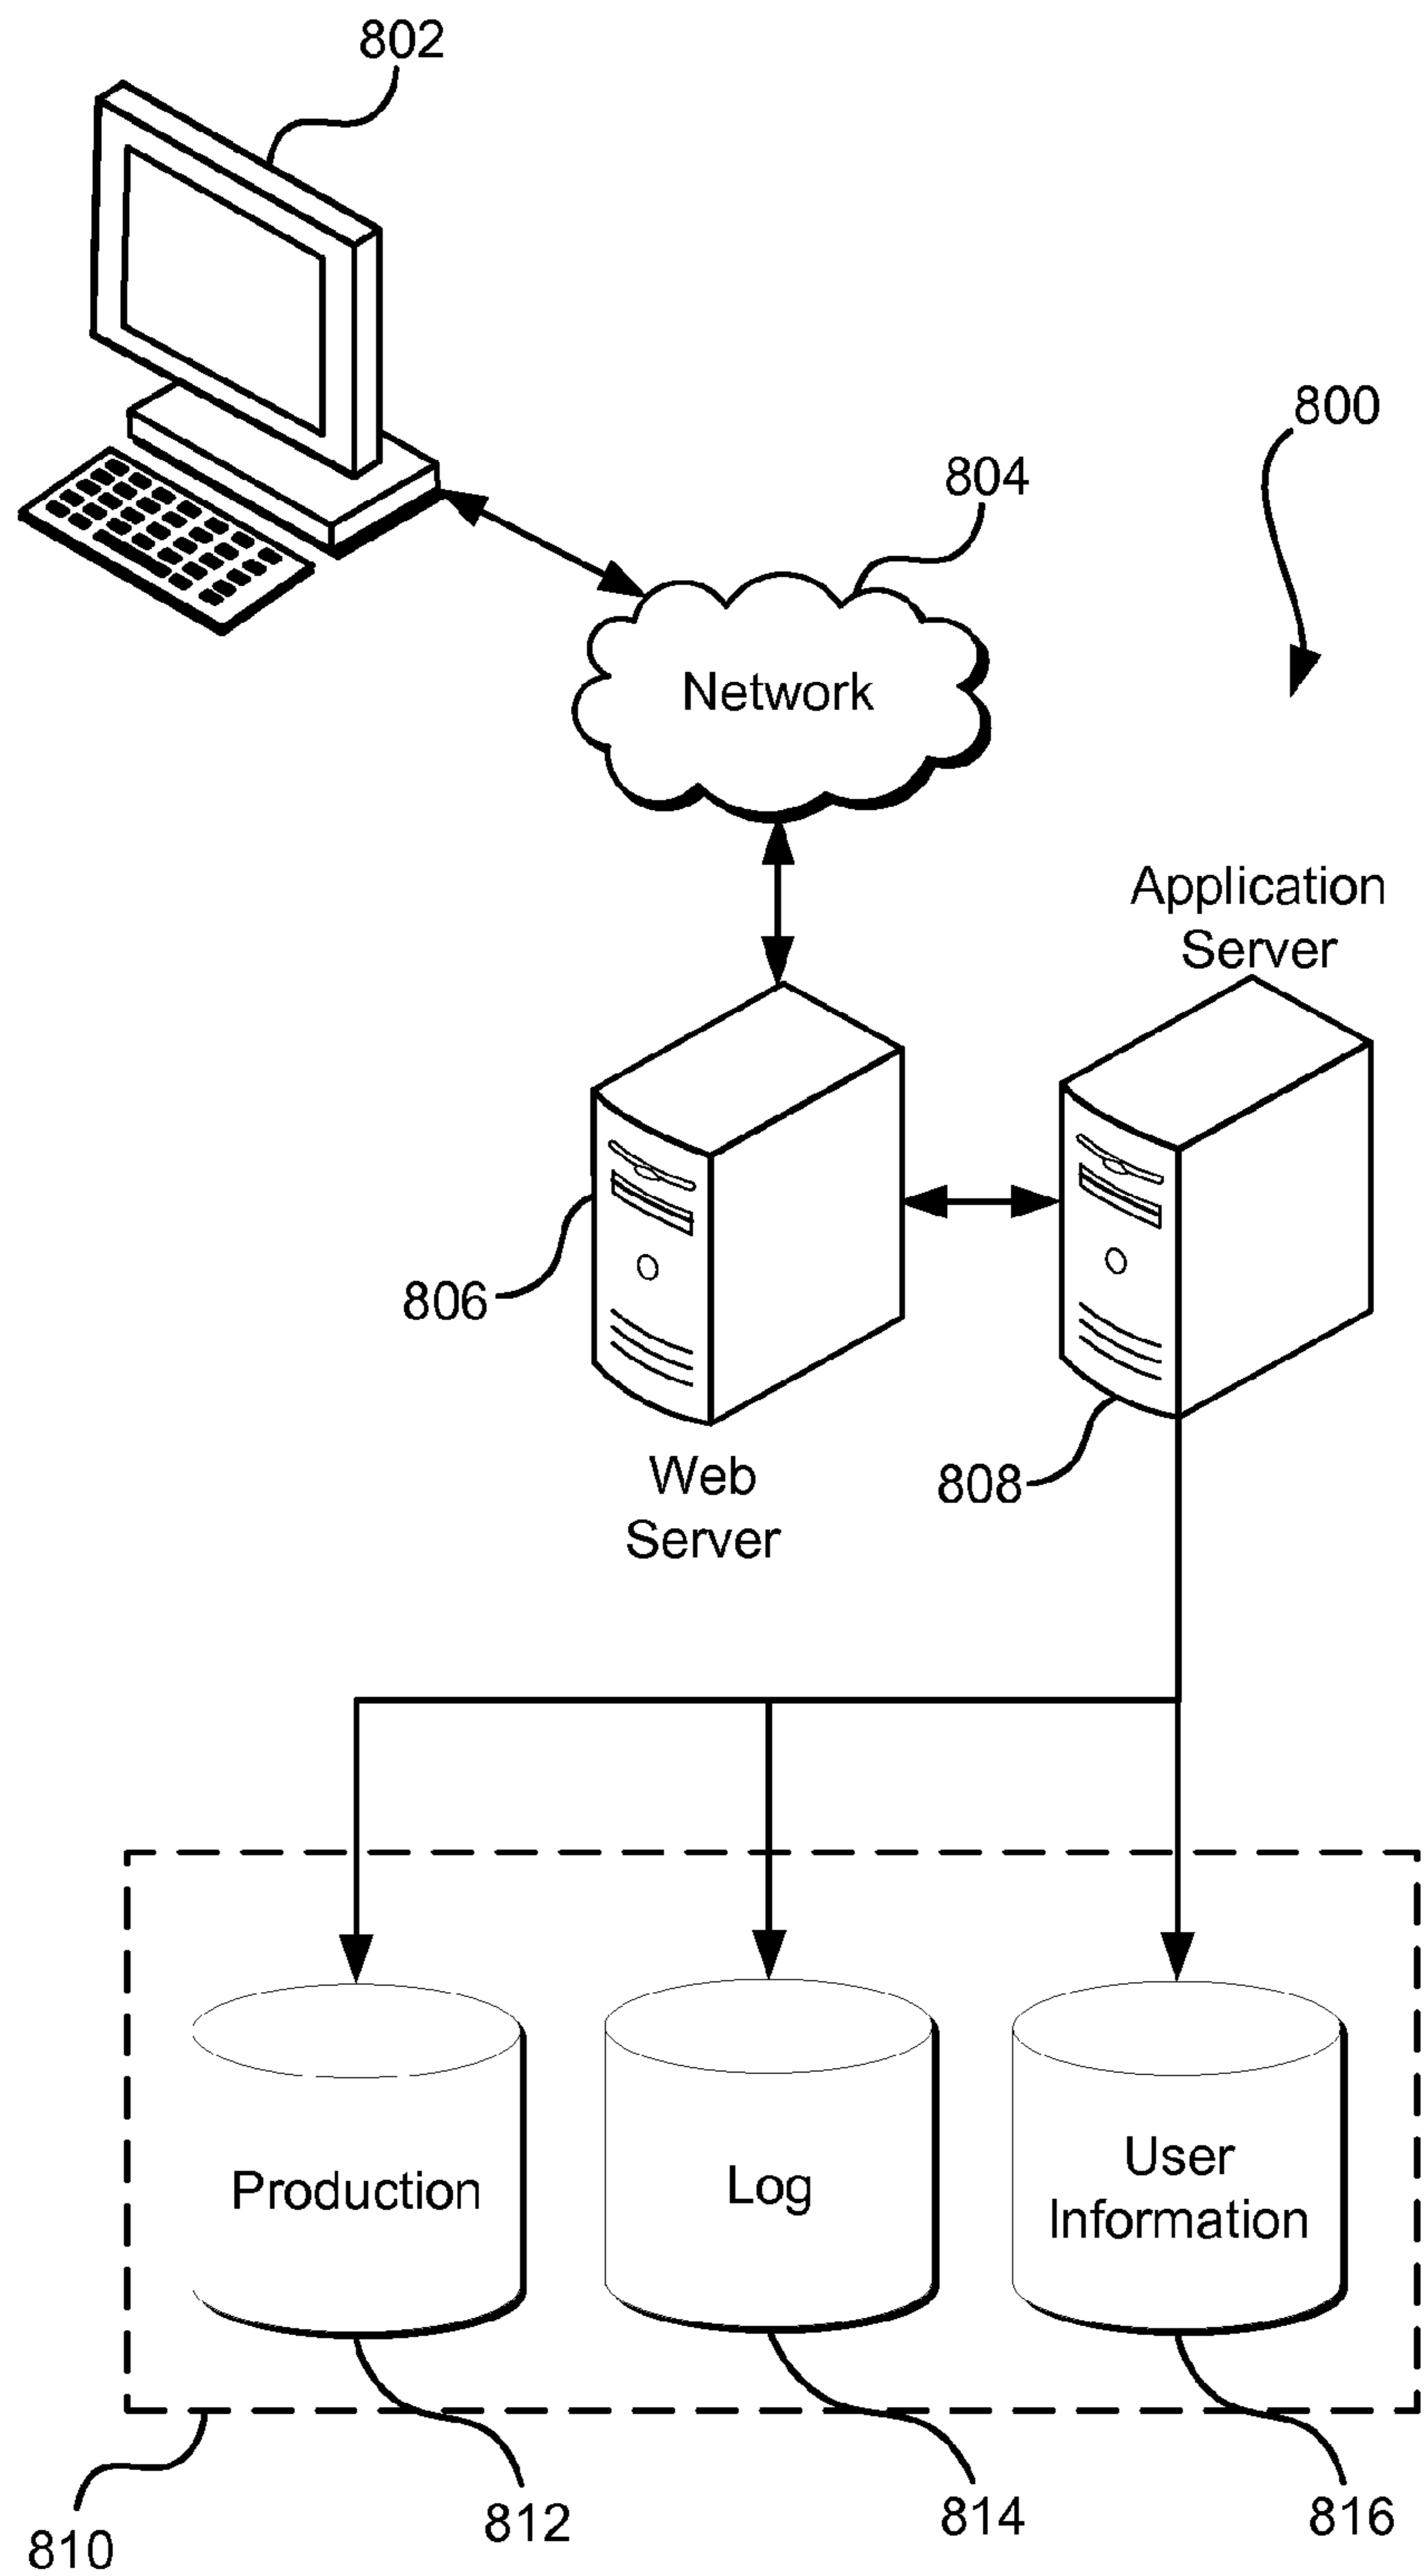 802
800
804
Network
Application
Server
806
808
Web
Server
Production
Log
User
Information
810
812
814
816